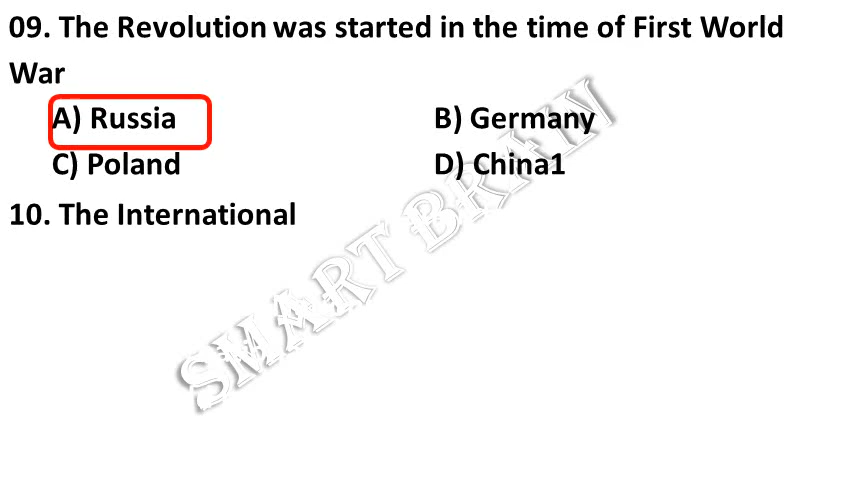 09. The Revolution was started in the time of First World
War
A) Russia B) Germany
C) Poland D) China1
10. The International
SMART BRAIN